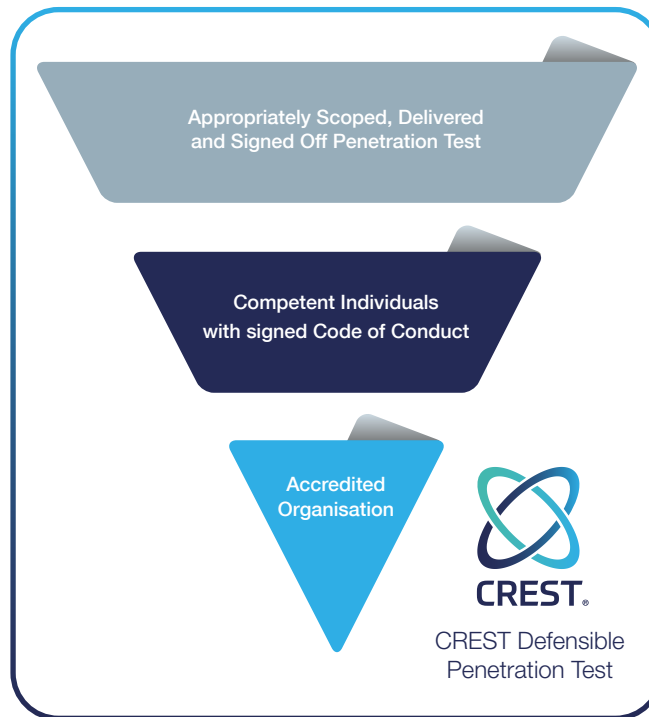 Appropriately Scoped, Delivered
and Signed Off Penetration Test
Competent Individuals
with signed Code of Conduct
Accredited
Organisation
CREST®
CREST Defensible
Penetration Test